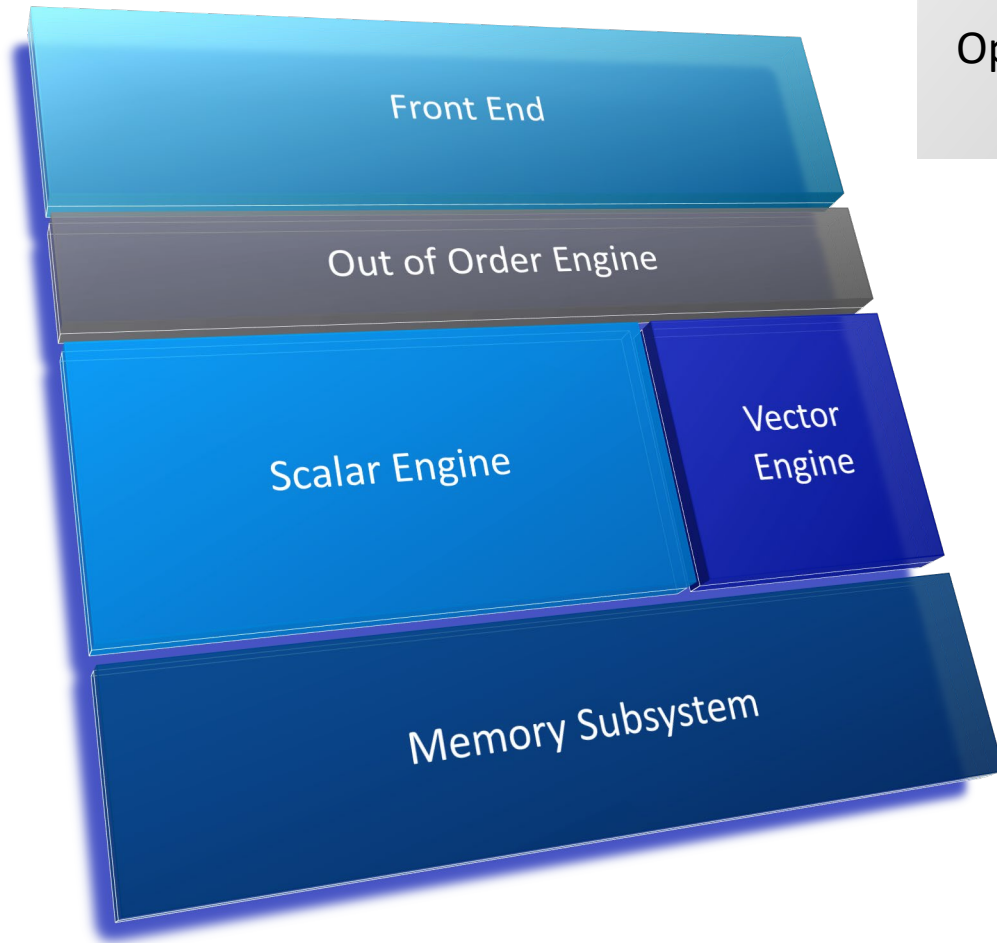 Front End
Out of Order Engine
Scalar Engine
Vector
Engine
Memory Subsystem